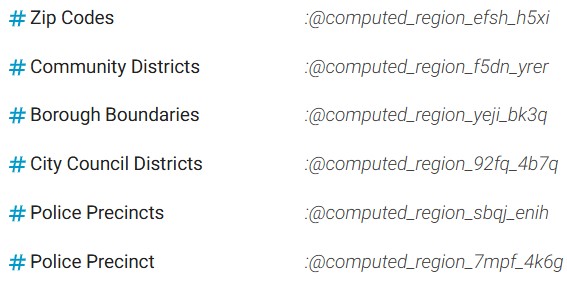 # Zip Codes :@computed_region_efsh_h5xi
# Community Districts :@computed_region_f5dn_yrer
# Borough Boundaries :@computed_region_yeji_bk3q
# City Council Districts :@computed_region_92fq_4b7q
# Police Precincts :@computed_region_sbqj_enih
# Police Precinct :@computed_region_7mpf_4k6g